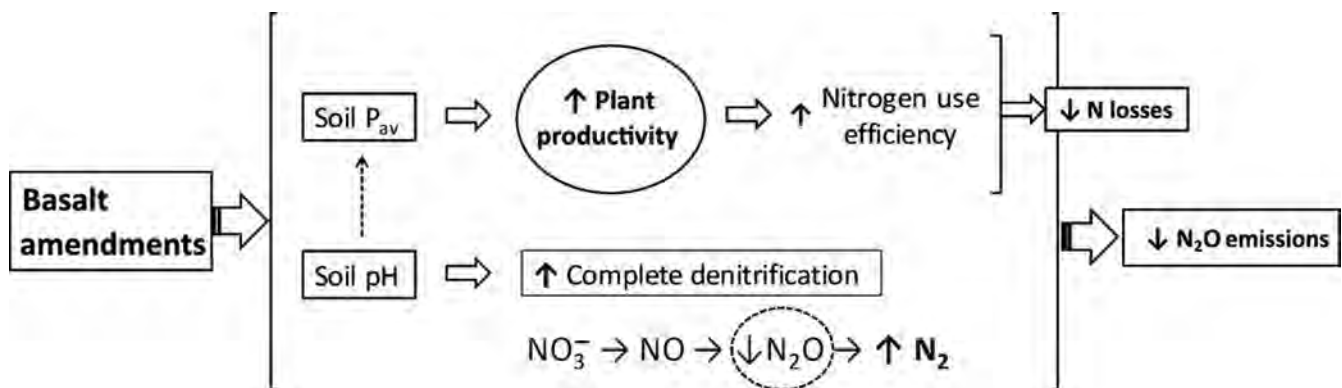 Basalt
amendments
Soil Pav
↑ Plant
productivity
↑ Nitrogen use
efficiency
↓ N losses
Soil pH
↑ Complete denitrification
NO₃⁻ → NO → ↓N₂O → ↑ N₂
↓ N₂O emissions